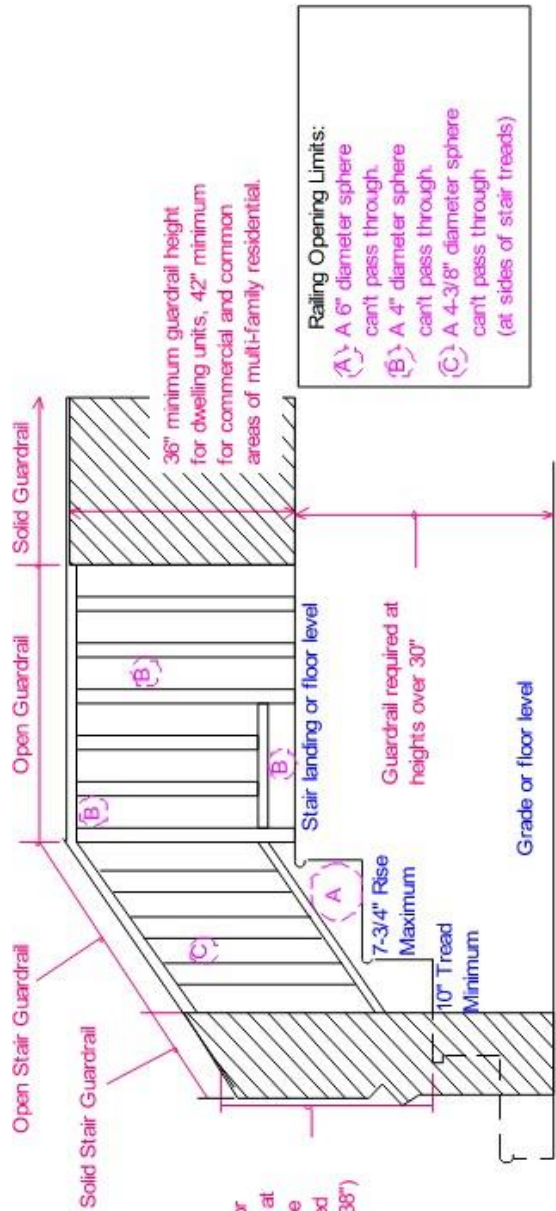 Open Stair Guardrail
Solid Stair Guardrail
Open Guardrail
Solid Guardrail
36" minimum guardrail height
for dwelling units, 42" minimum
for commercial and common
areas of multi-family residential.
B
B
B
C
A
Stair landing or floor level
7-3/4" Rise
Maximum
10" Tread
Minimum
Guardrail required at
heights over 30"
Grade or floor level
at
38")
Railing Opening Limits:
A A 6" diameter sphere
can't pass through.
B A 4" diameter sphere
can't pass through.
C A 4-3/8" diameter sphere
can't pass through
(at sides of stair treads)